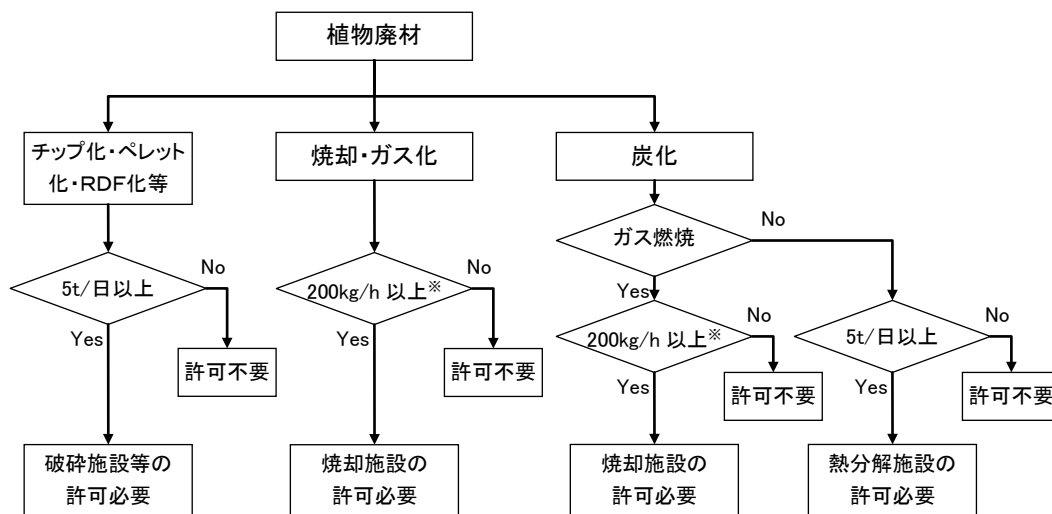 植物廃材
チップ化・ペレット
化・RDF化等
焼却・ガス化
炭化
ガス燃焼
No
Yes
5t/日以上
No
Yes
200kg/h 以上※
No
Yes
200kg/h 以上※
No
Yes
5t/日以上
No
Yes
許可不要
許可不要
許可不要
許可不要
破砕施設等の
許可必要
焼却施設の
許可必要
焼却施設の
許可必要
熱分解施設の
許可必要